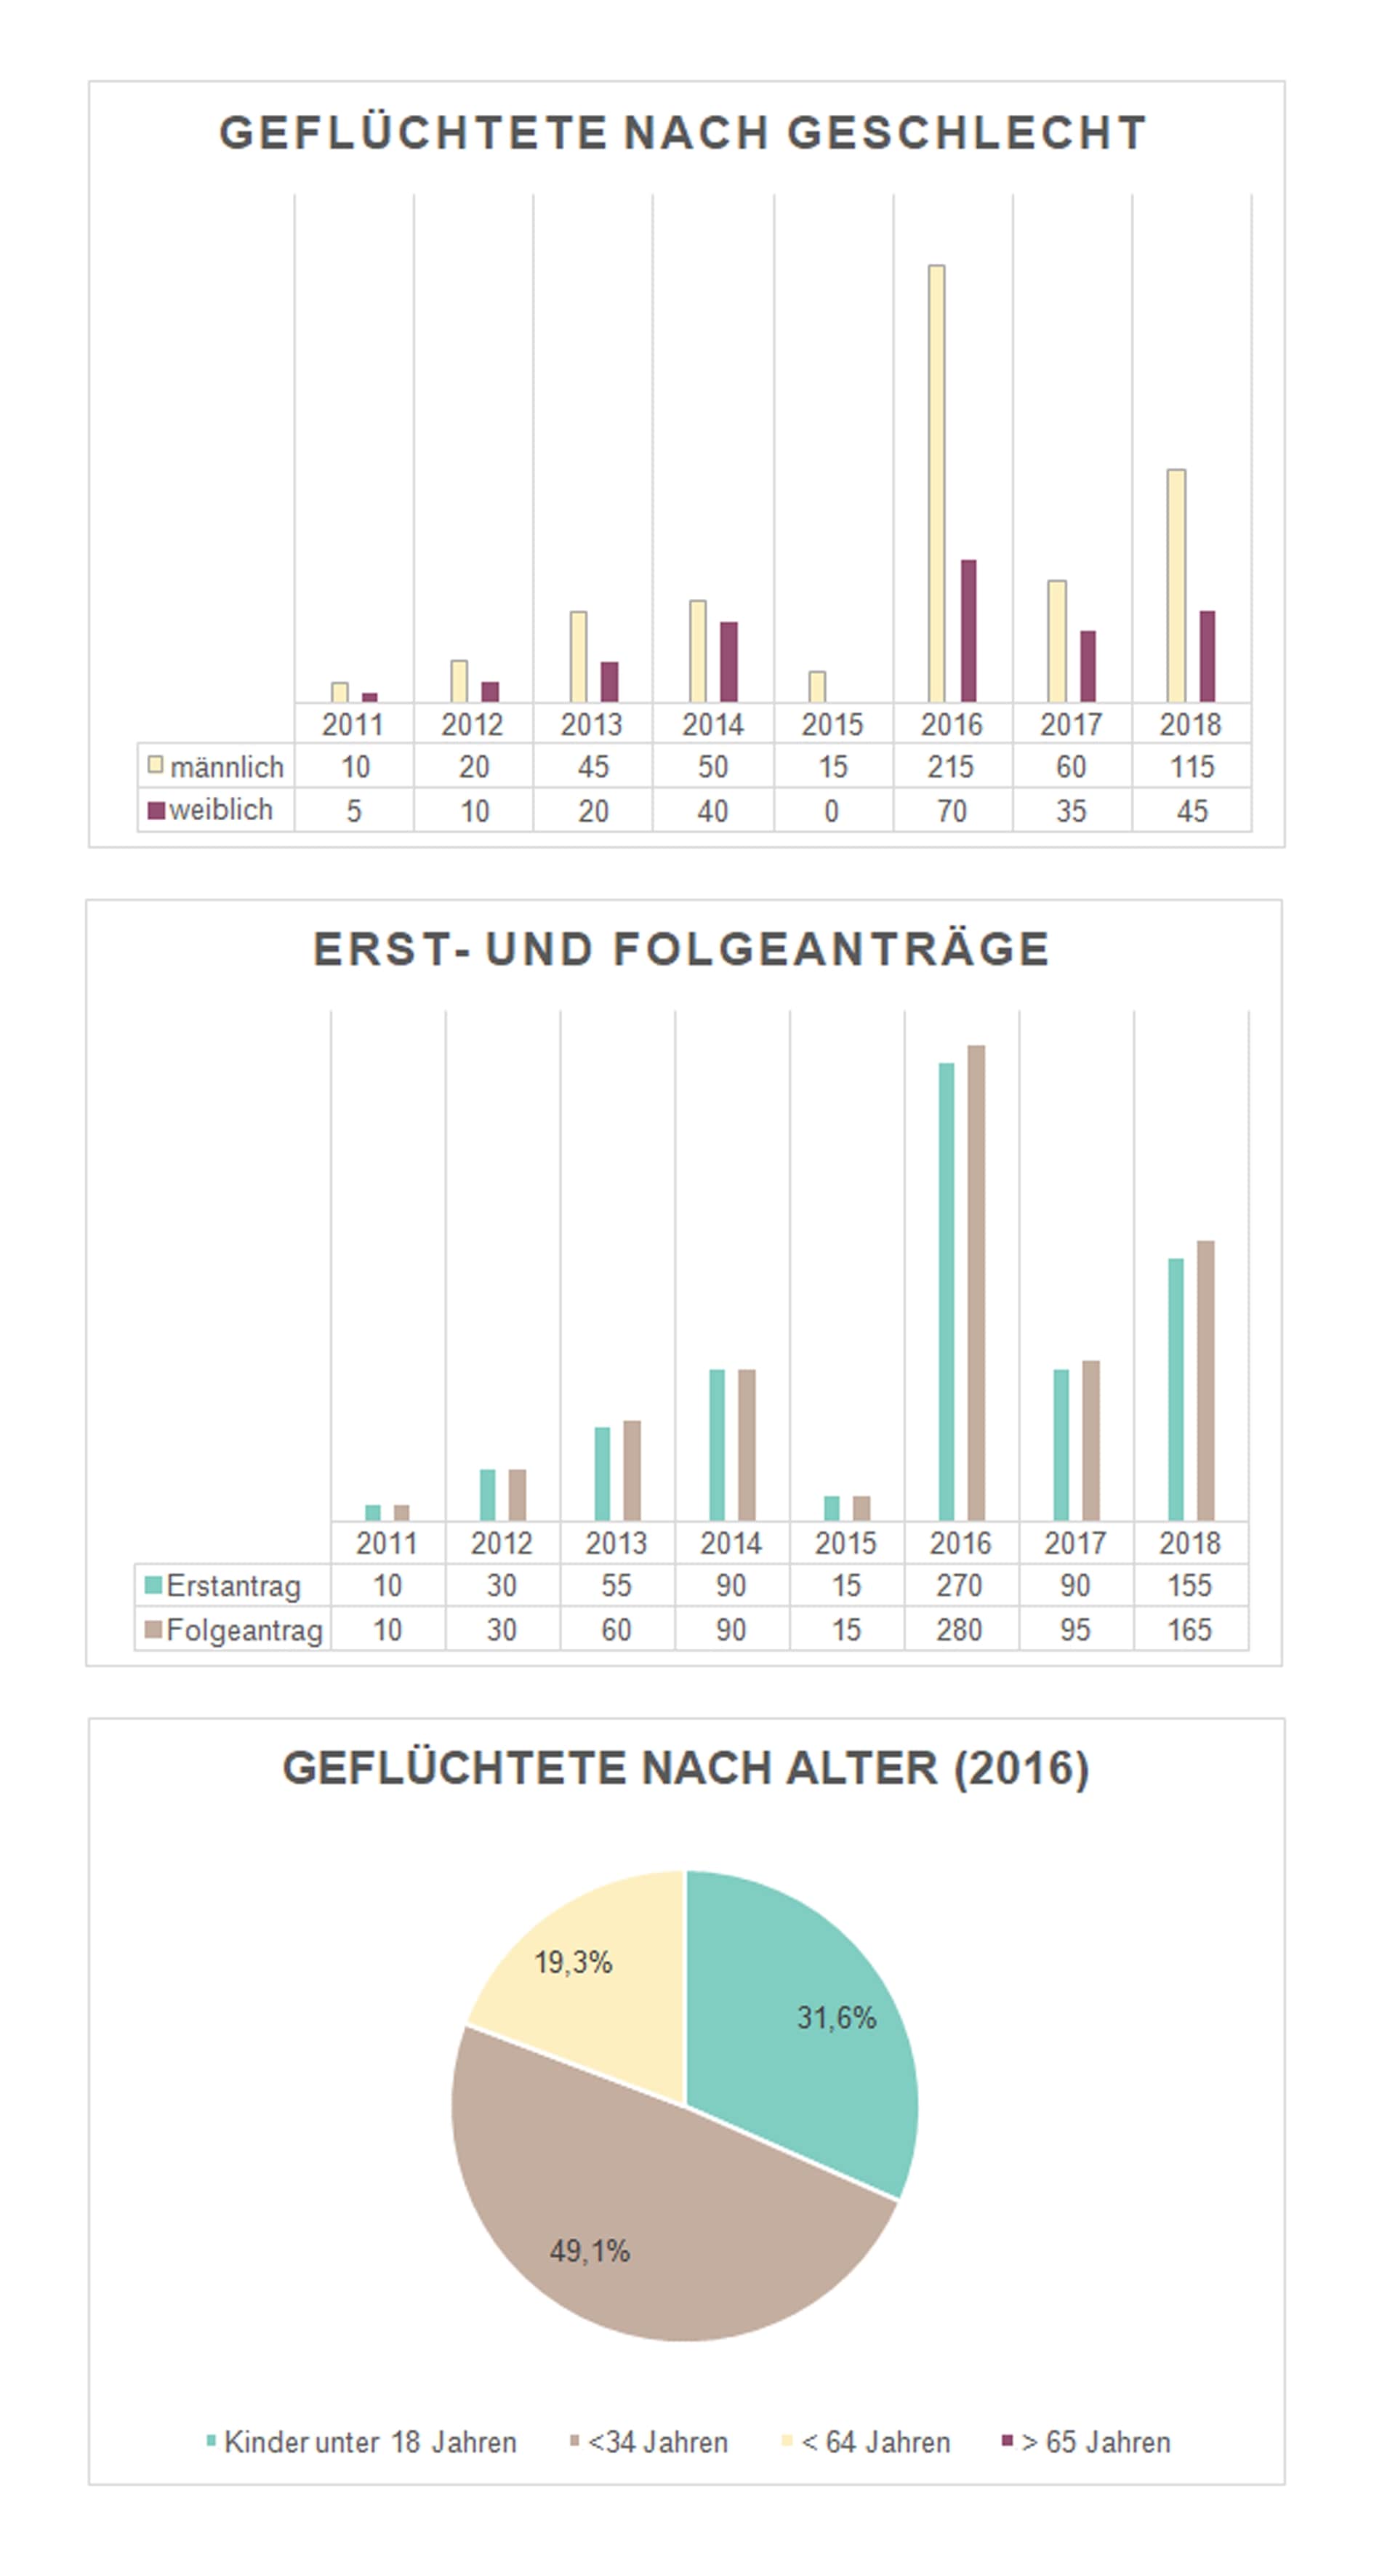 GEFLÜCHTETE NACH GESCHLECHT
2011 2012 2013 2014 2015 2016 2017 2018
männlich 10 20 45 50 15 215 60 115
weiblich 5 10 20 40 0 70 35 45
ERST- UND FOLGEANTRÄGE
2011 2012 2013 2014 2015 2016 2017 2018
Erstantrag 10 30 55 90 15 270 90 155
Folgeantrag 10 30 60 90 15 280 95 165
GEFLÜCHTETE NACH ALTER (2016)
19,3%
31,6%
49,1%
Kinder unter 18 Jahren <34 Jahren < 64 Jahren > 65 Jahren